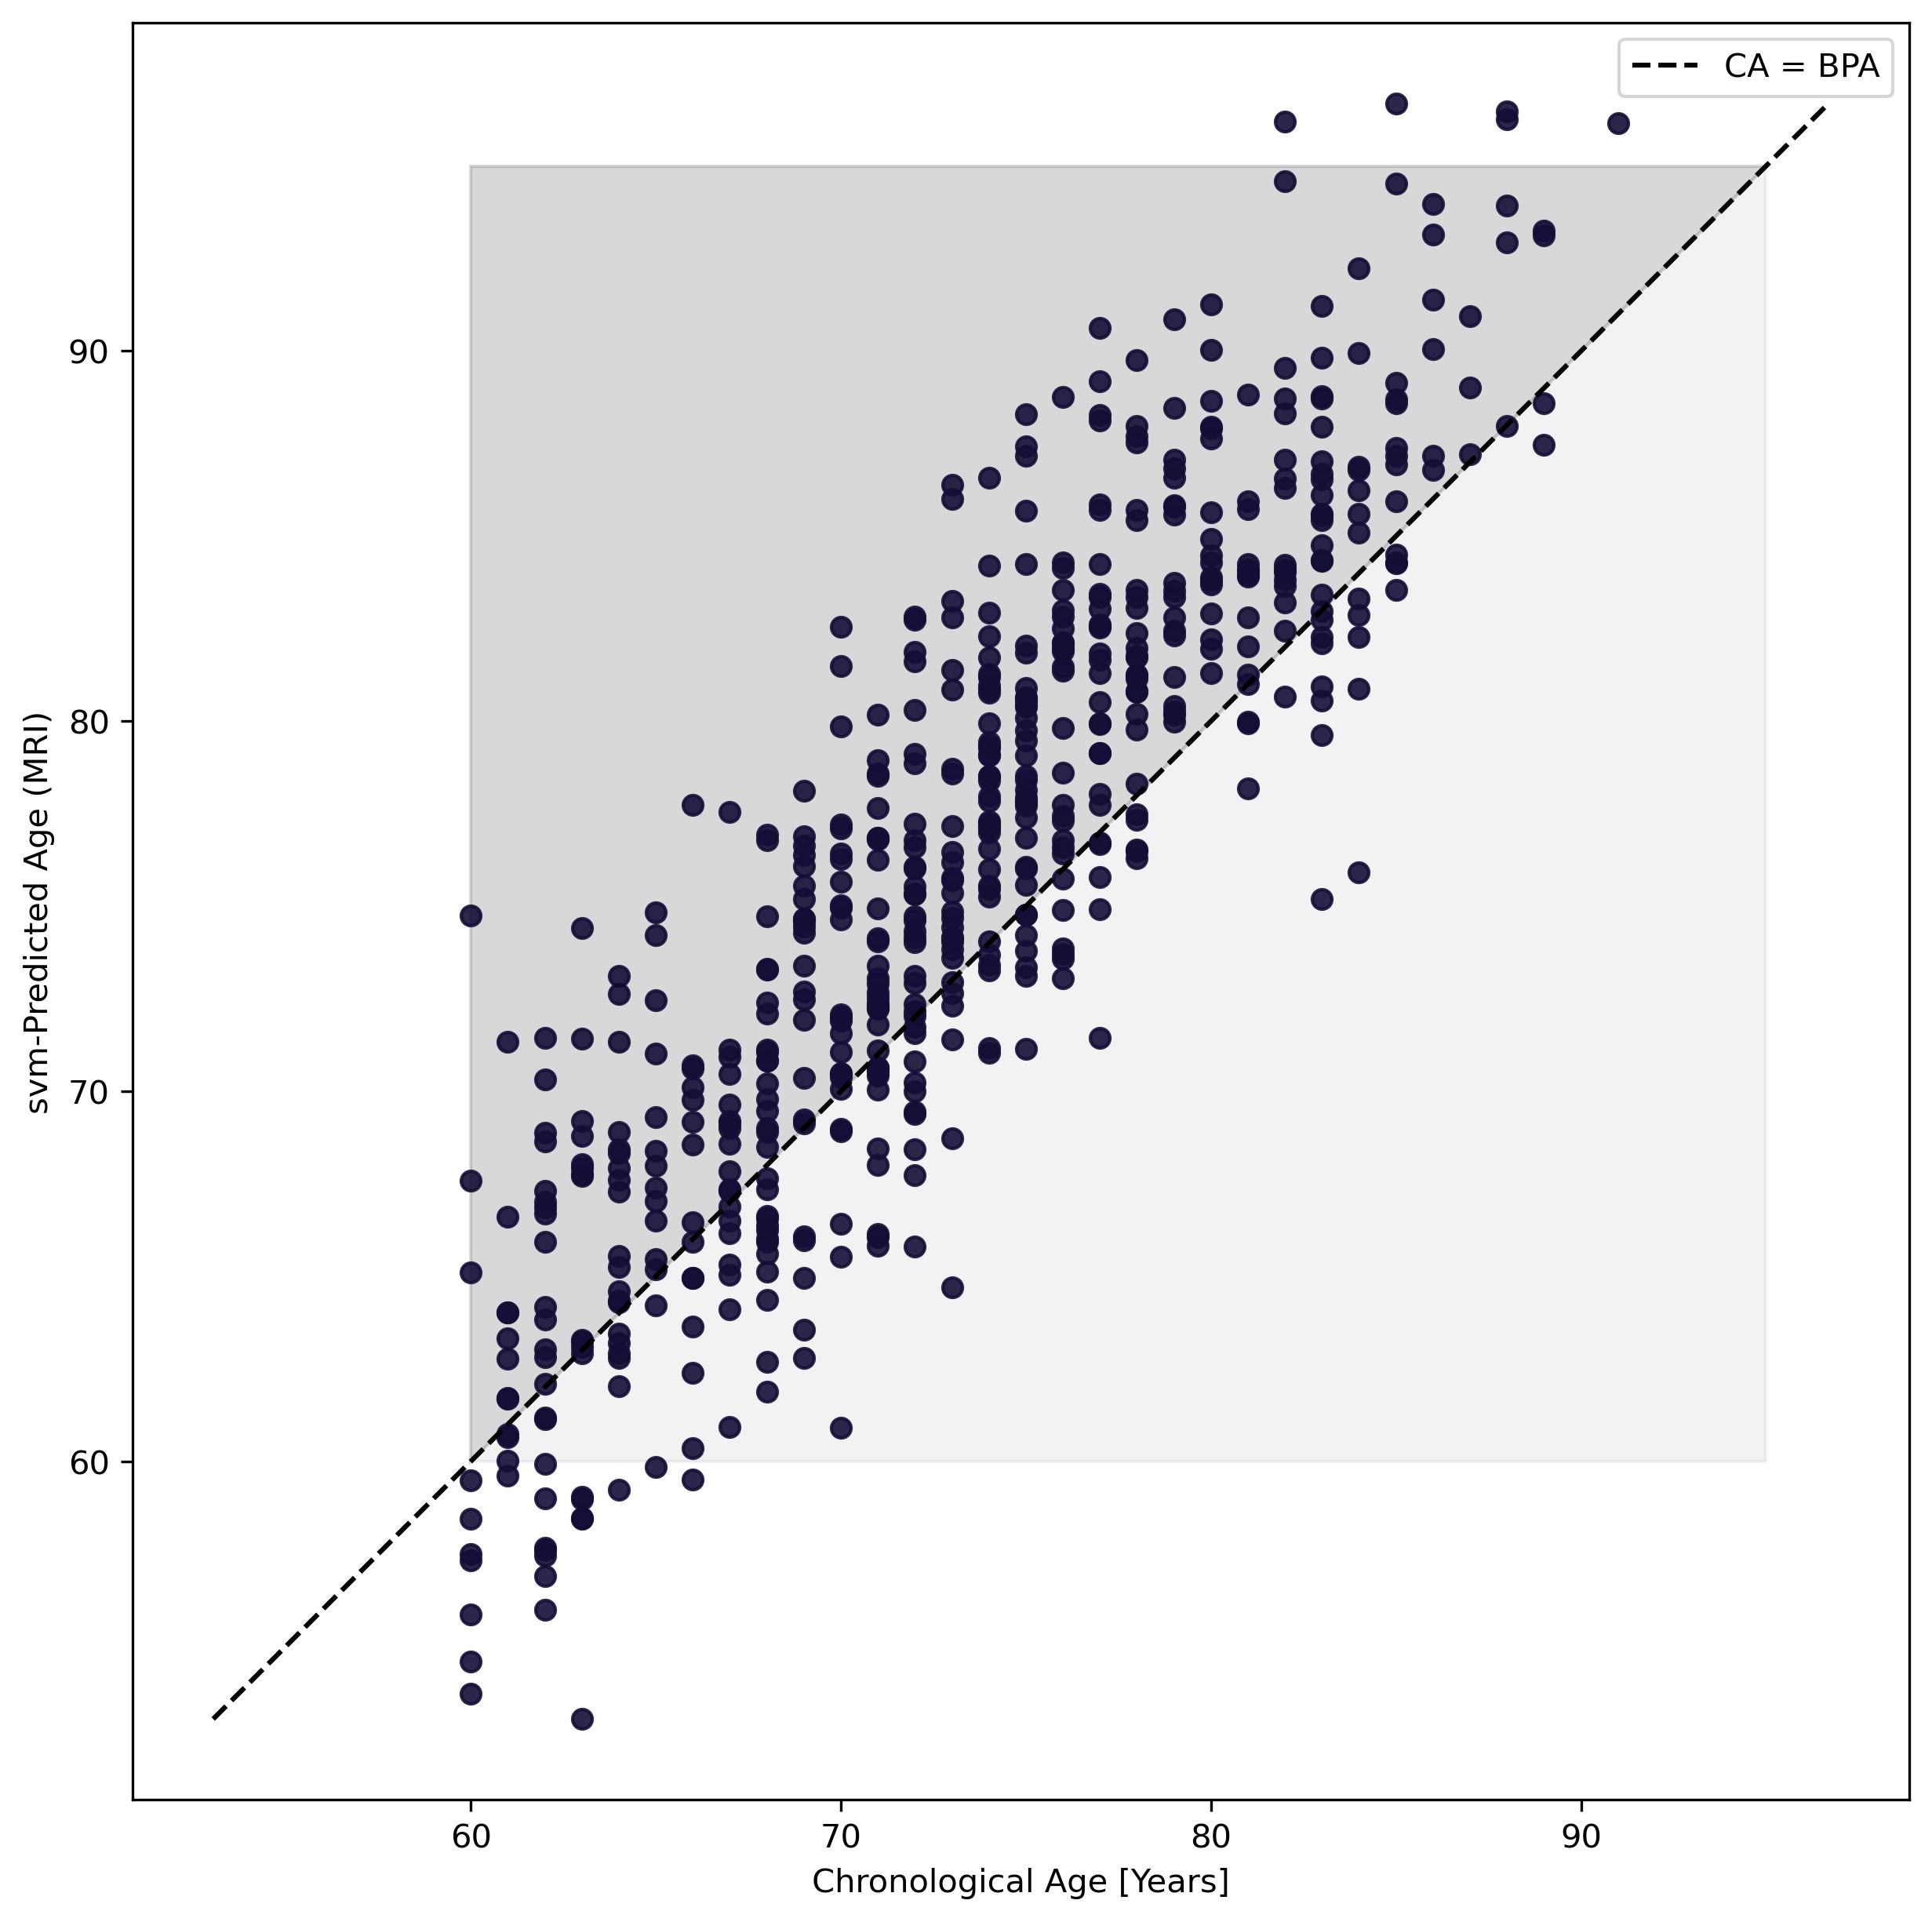 CA = BPA
90
80
70
60
svm-Predicted Age (MRI)
60 70 80 90
Chronological Age [Years]